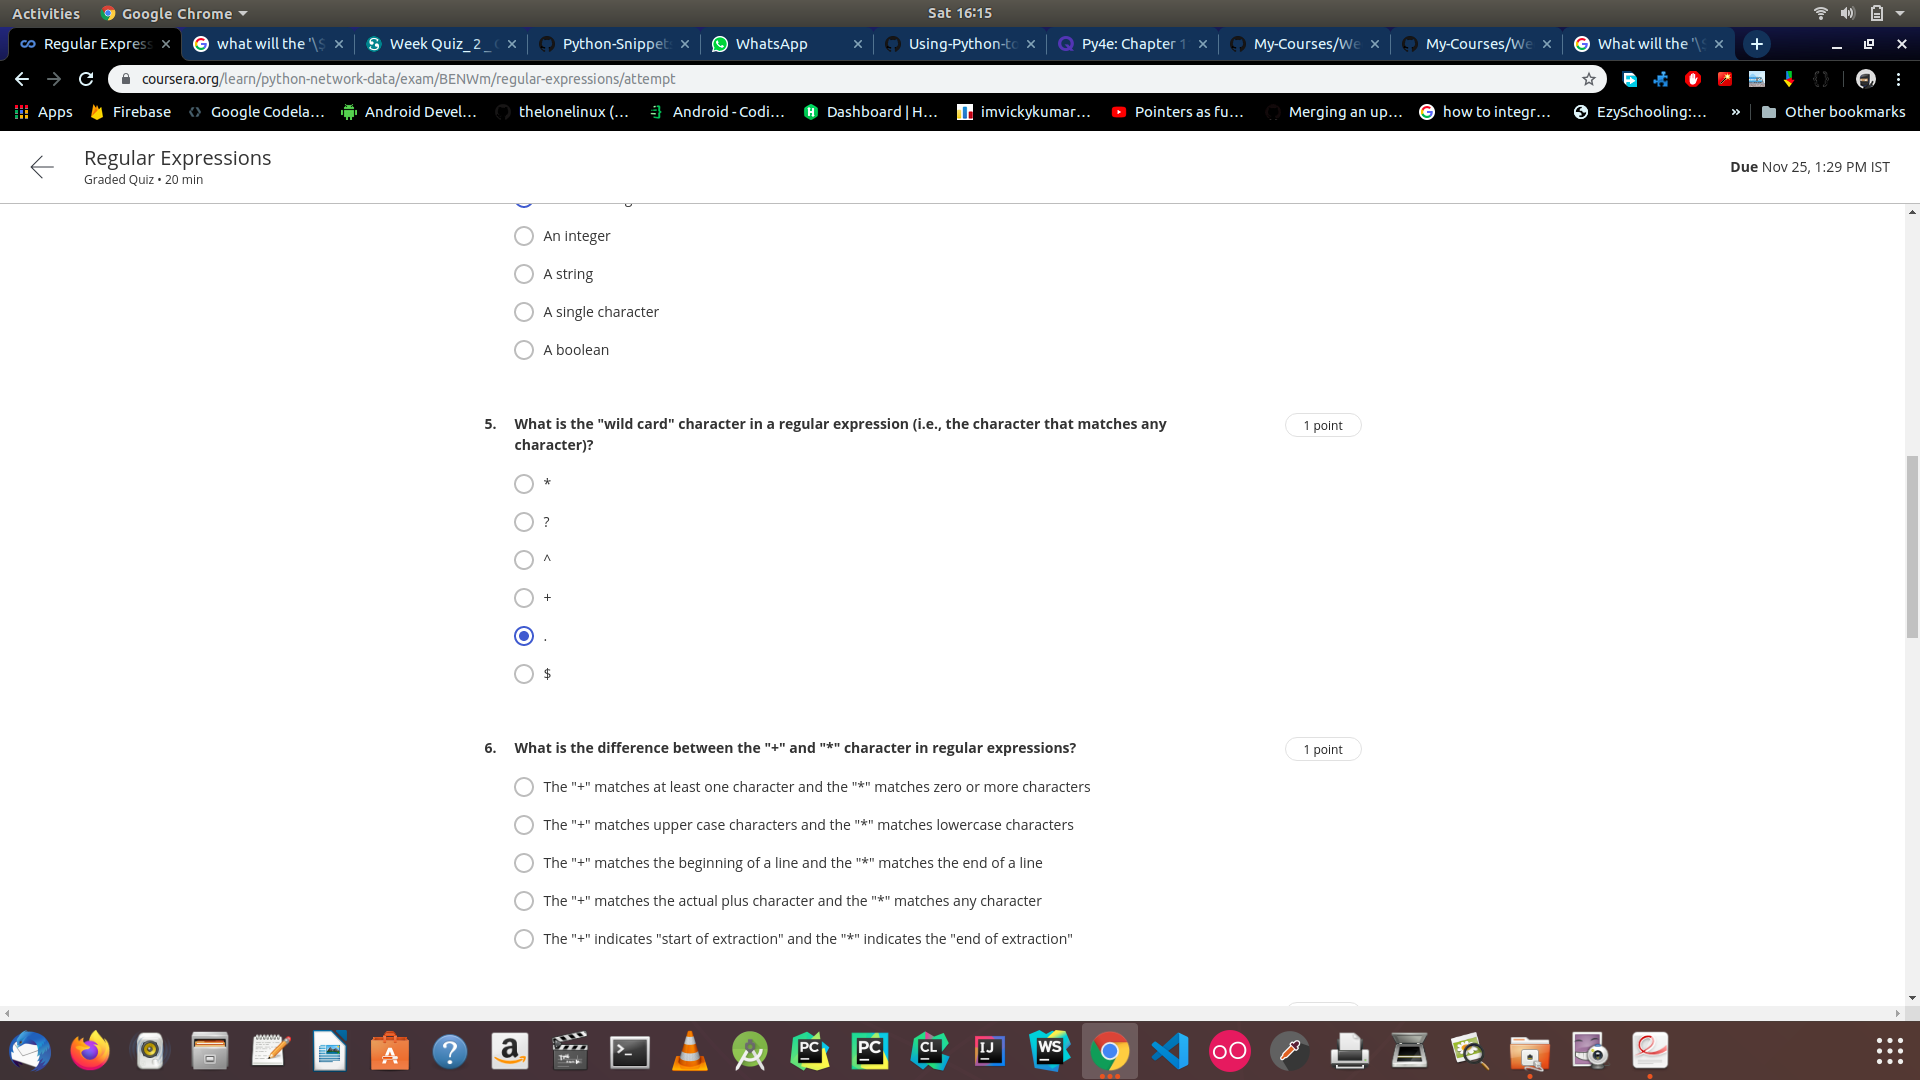 Activities
Google Chrome
Sat 16:15
Regular Express
what will the '\S
Week Quiz_ 2 _
Python-Snippet
WhatsApp
Using-Python-to
Py4e: Chapter 1
My-Courses/We
My-Courses/We
What will the '\S
coursera.org/learn/python-network-data/exam/BENWm/regular-expressions/attempt
Apps
Firebase
Google Codela...
Android Devel...
thelonelinux (...
Android - Codi...
Dashboard | H...
imvickykumar...
Pointers as fu...
Merging an up...
how to integr...
EzySchooling:...
»
Other bookmarks
Regular Expressions
Graded Quiz • 20 min
Due Nov 25, 1:29 PM IST
An integer
A string
A single character
A boolean
5. What is the "wild card" character in a regular expression (i.e., the character that matches any
character)?
1 point
*
?
^
+
.
$
6. What is the difference between the "+" and "*" character in regular expressions?
1 point
The "+" matches at least one character and the "*" matches zero or more characters
The "+" matches upper case characters and the "*" matches lowercase characters
The "+" matches the beginning of a line and the "*" matches the end of a line
The "+" matches the actual plus character and the "*" matches any character
The "+" indicates "start of extraction" and the "*" indicates the "end of extraction"
PC
PC
CL
IJ
WS